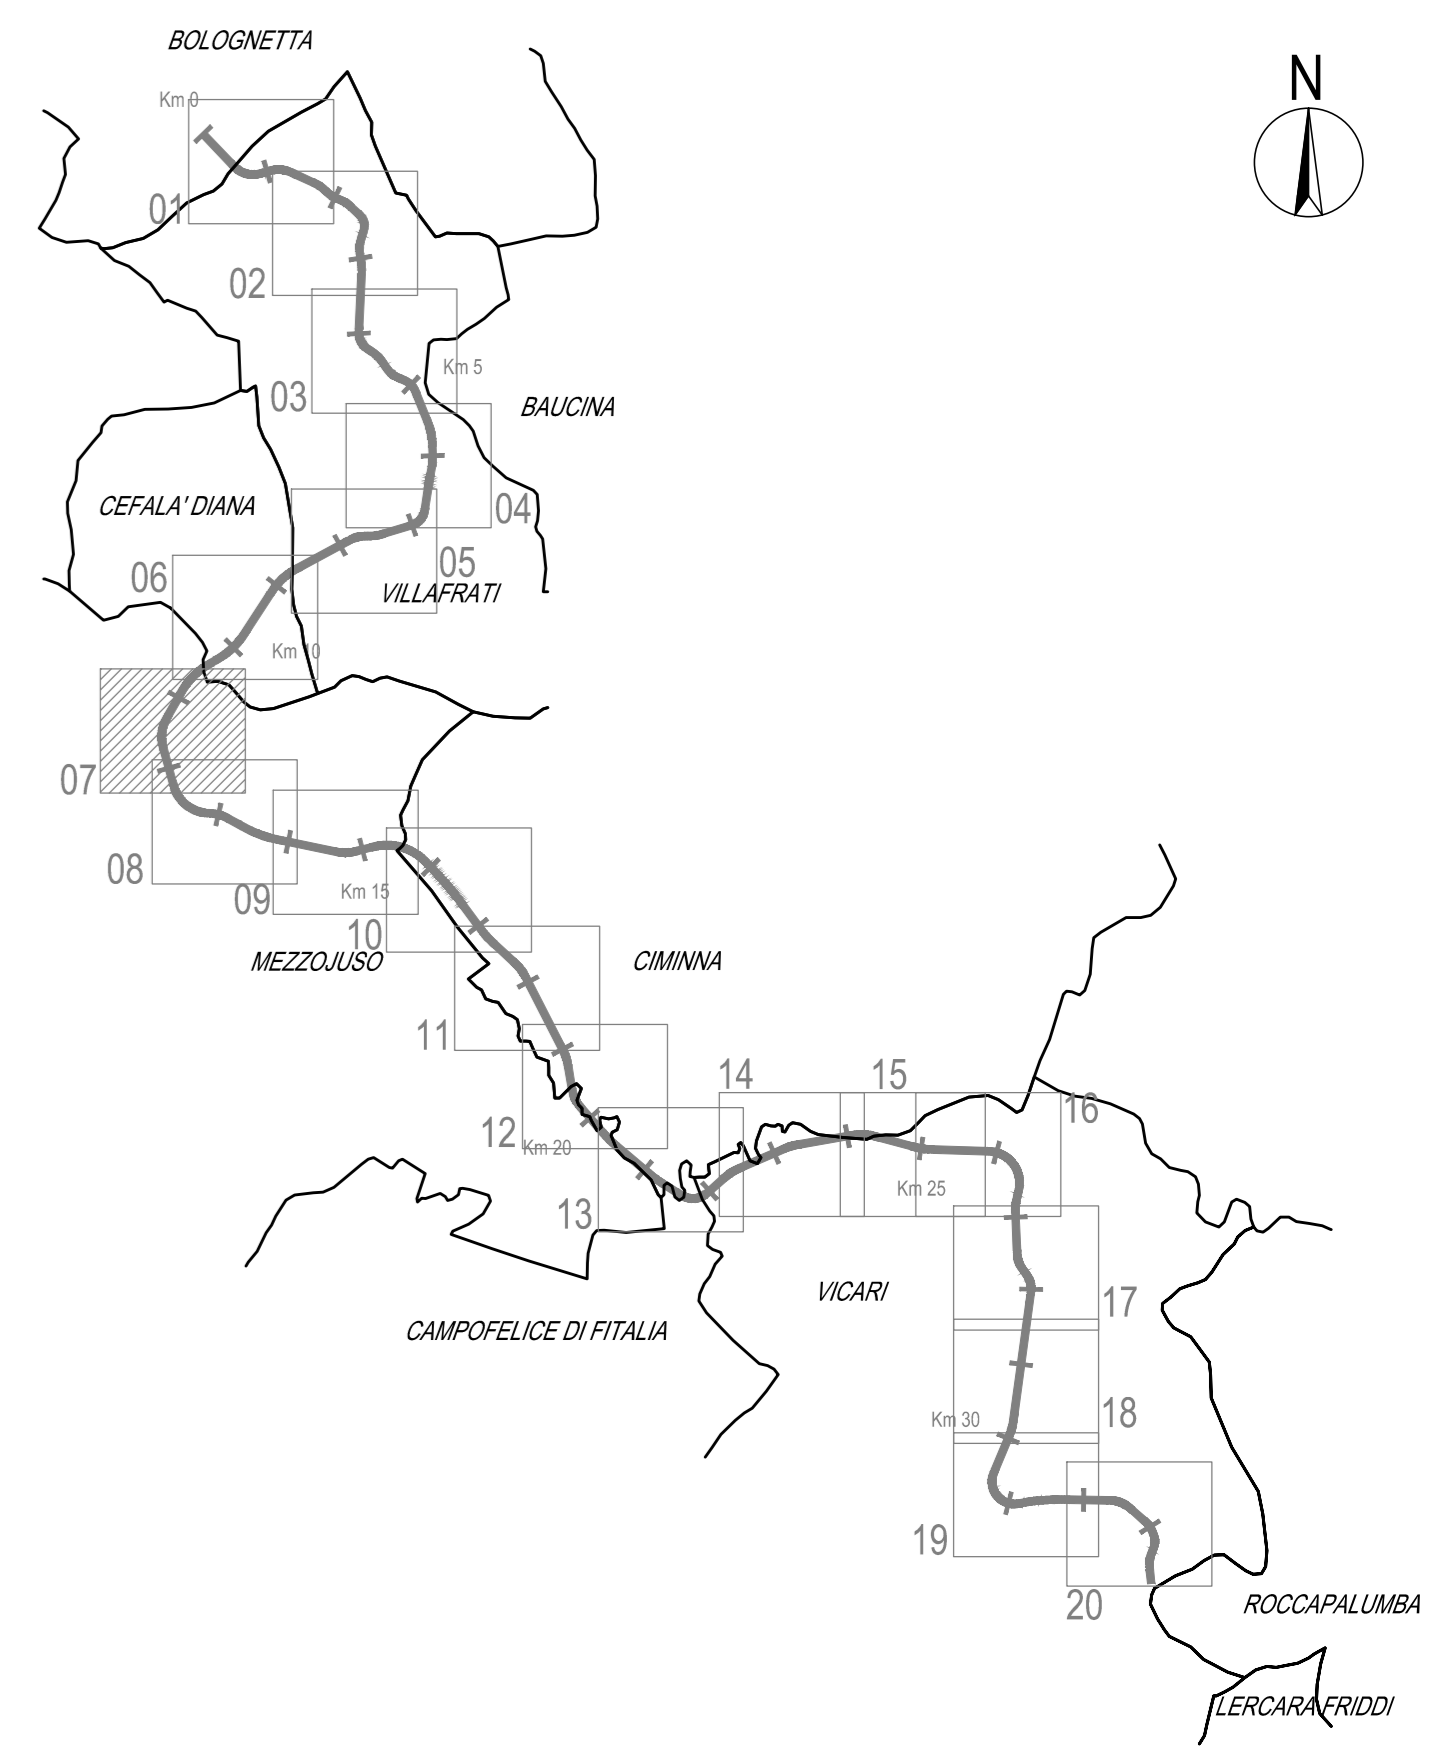 BOLOGNETTA
N
Km 0
01
02
Km 5
03
BAUCINA
CEFALA' DIANA
04
05
06
VILLAFRATI
Km 10
07
08
Km 15
09
10
MEZZOJUSO
CIMINNA
11
14
15
16
12
Km 20
Km 25
13
VICARI
17
CAMPOFELICE DI FITALIA
18
Km 30
19
20
ROCCAPALUMBA
LERCARA FRIDDI